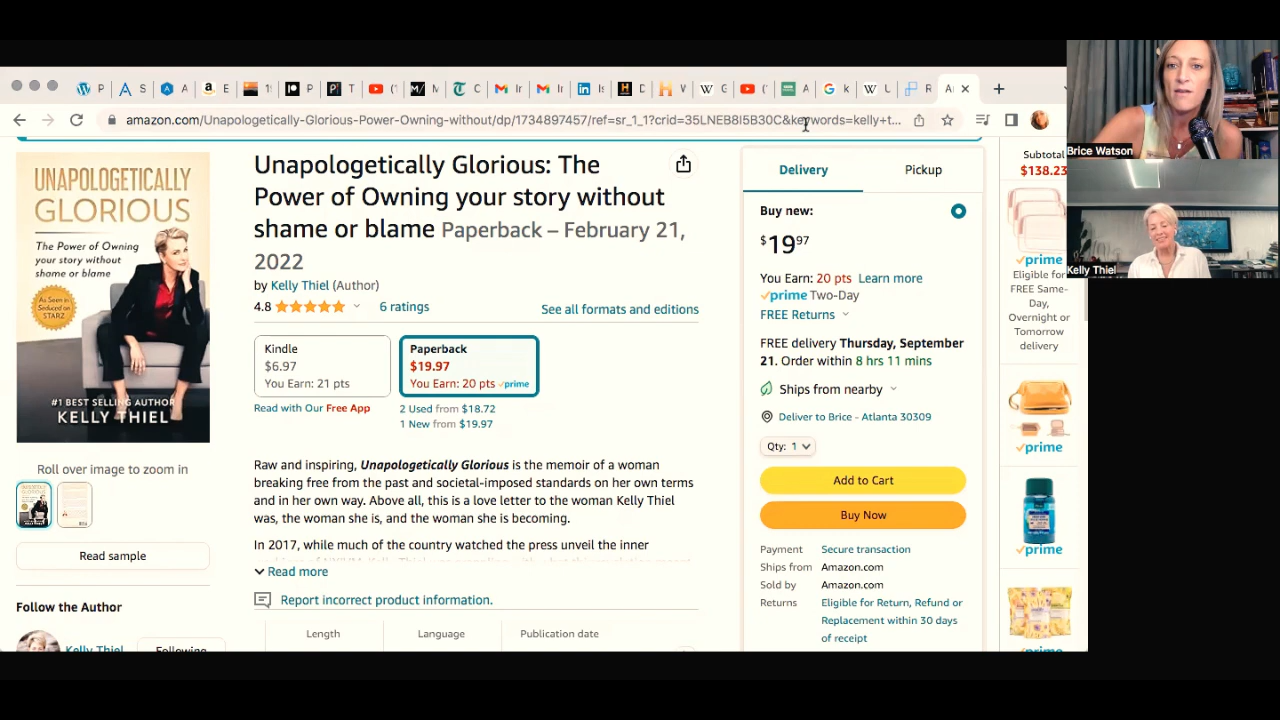 P
S
A
E
1!
P
T
('
M
C
Ir
Ir
Is
D
W
G
('
A
k
U
R
Ai
amazon.com/Unapologetically-Glorious-Power-Owning-without/dp/1734897457/ref=sr_1_1?crid=35LNEB8I5B30C&keywords=kelly+t...
Brice Watson
Kelly Thiel
UNAPOLOGETICALLY
GLORIOUS
The Power of Owning
your story without
shame or blame
As Seen in
Seduced on
STARZ
#1 BEST SELLING AUTHOR
KELLY THIEL
Roll over image to zoom in
Read sample
Follow the Author
Kelly Thiel
Following
Unapologetically Glorious: The
Power of Owning your story without
shame or blame Paperback – February 21,
2022
by Kelly Thiel (Author)
4.8
6 ratings
See all formats and editions
Kindle
$6.97
You Earn: 21 pts
Paperback
$19.97
You Earn: 20 pts prime
Read with Our Free App
2 Used from $18.72
1 New from $19.97
Raw and inspiring, Unapologetically Glorious is the memoir of a woman
breaking free from the past and societal-imposed standards on her own terms
and in her own way. Above all, this is a love letter to the woman Kelly Thiel
was, the woman she is, and the woman she is becoming.
In 2017, while much of the country watched the press unveil the inner
Read more
Report incorrect product information.
Length
Language
Publication date
Delivery
Pickup
Buy new:
$19 97
You Earn: 20 pts Learn more
prime Two-Day
FREE Returns
FREE delivery Thursday, September
21. Order within 8 hrs 11 mins
Ships from nearby
Deliver to Brice - Atlanta 30309
Qty: 1
Add to Cart
Buy Now
Payment Secure transaction
Ships from Amazon.com
Sold by Amazon.com
Returns Eligible for Return, Refund or
Replacement within 30 days
of receipt
Subtotal
$138.23
prime
Eligible for
FREE Same-
Day,
Overnight or
Tomorrow
delivery
prime
prime
prime